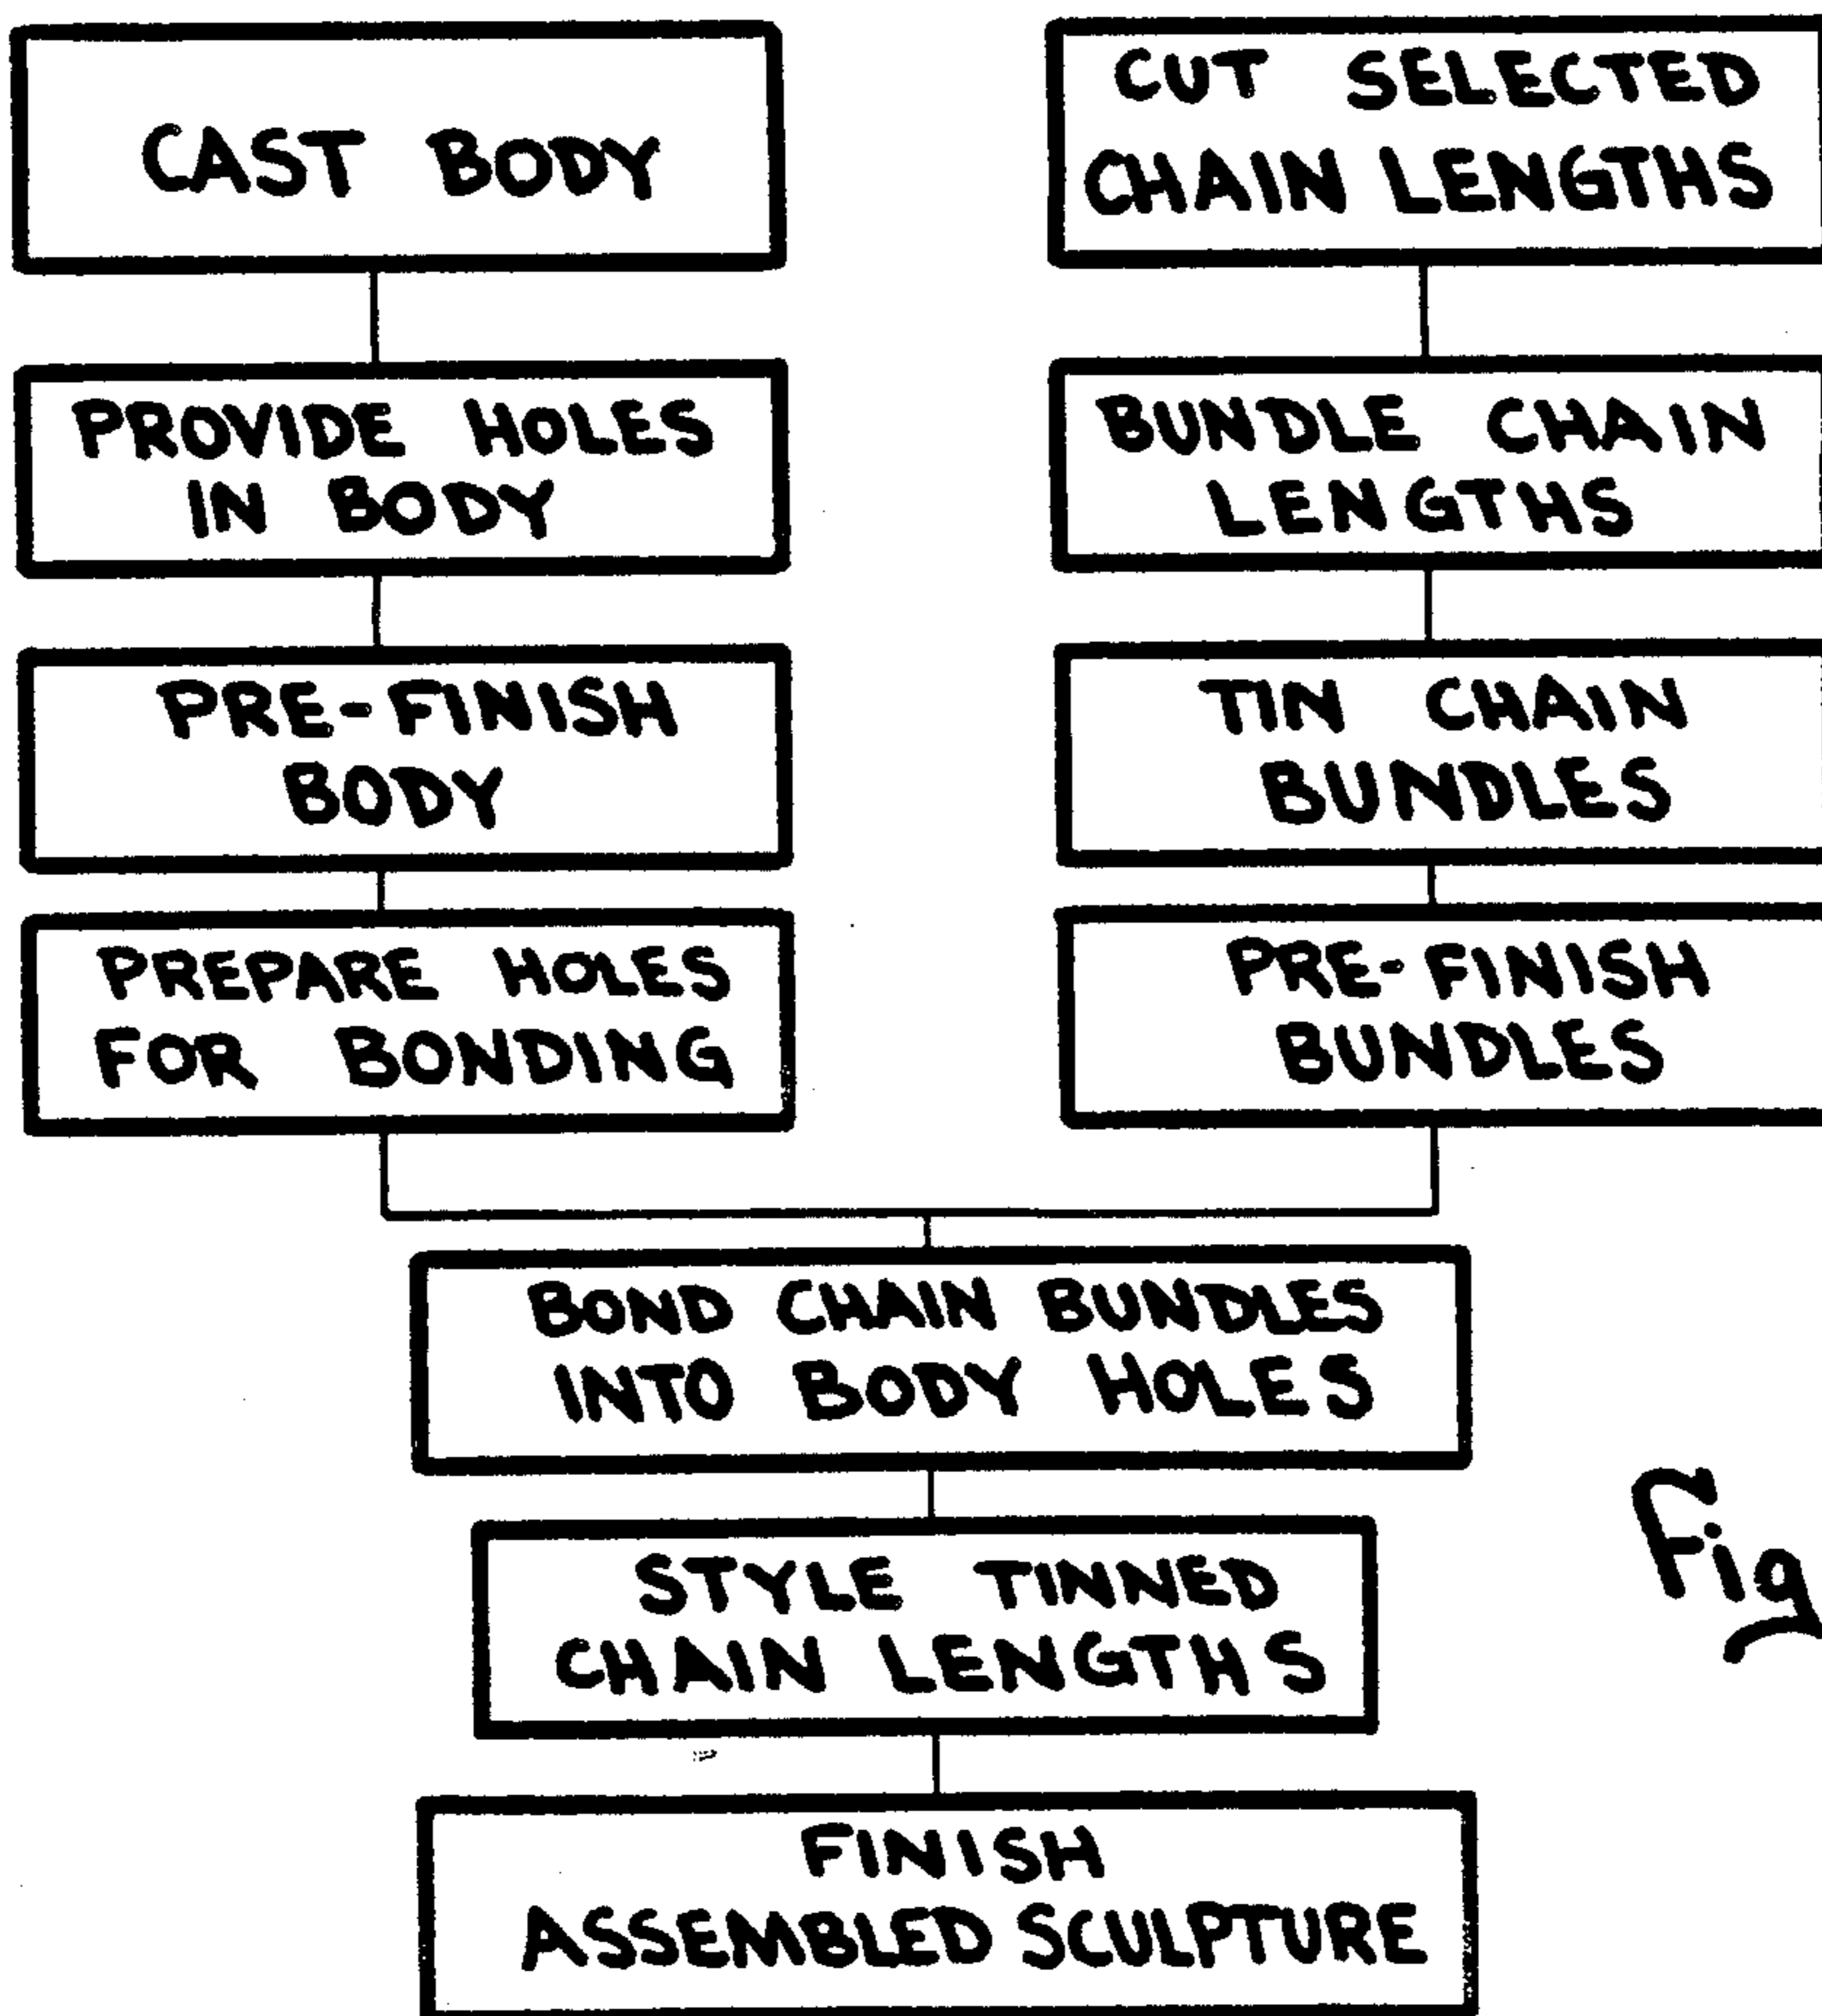 CAST BODY
PROVIDE HOLES
IN BODY
PRE-FINISH
BODY
PREPARE HOLES
FOR BONDING
CUT SELECTED
CHAIN LENGTHS
BUNDLE CHAIN
LENGTHS
TIN CHAIN
BUNDLES
PRE-FINISH
BUNDLES
BOND CHAIN BUNDLES
INTO BODY HOLES
STYLE TINNED
CHAIN LENGTHS
FINISH
ASSEMBLED SCULPTURE
Fig